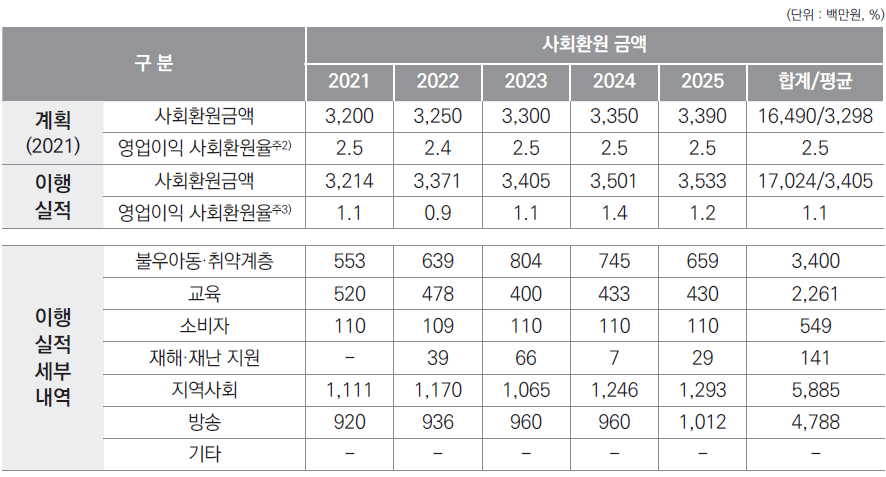 (단위 : 백만원, %)
구 분 사회환원 금액
2021 2022 2023 2024 2025 합계/평균
계획 (2021) 사회환원금액 3,200 3,250 3,300 3,350 3,390 16,490/3,298
영업이익 사회환원율주2) 2.5 2.4 2.5 2.5 2.5 2.5
이행 실적 사회환원금액 3,214 3,371 3,405 3,501 3,533 17,024/3,405
영업이익 사회환원율주3) 1.1 0.9 1.1 1.4 1.2 1.1
이행 실적 세부 내역 불우아동·취약계층 553 639 804 745 659 3,400
교육 520 478 400 433 430 2,261
소비자 110 109 110 110 110 549
재해·재난 지원 – 39 66 7 29 141
지역사회 1,111 1,170 1,065 1,246 1,293 5,885
방송 920 936 960 960 1,012 4,788
기타 – – – – – –